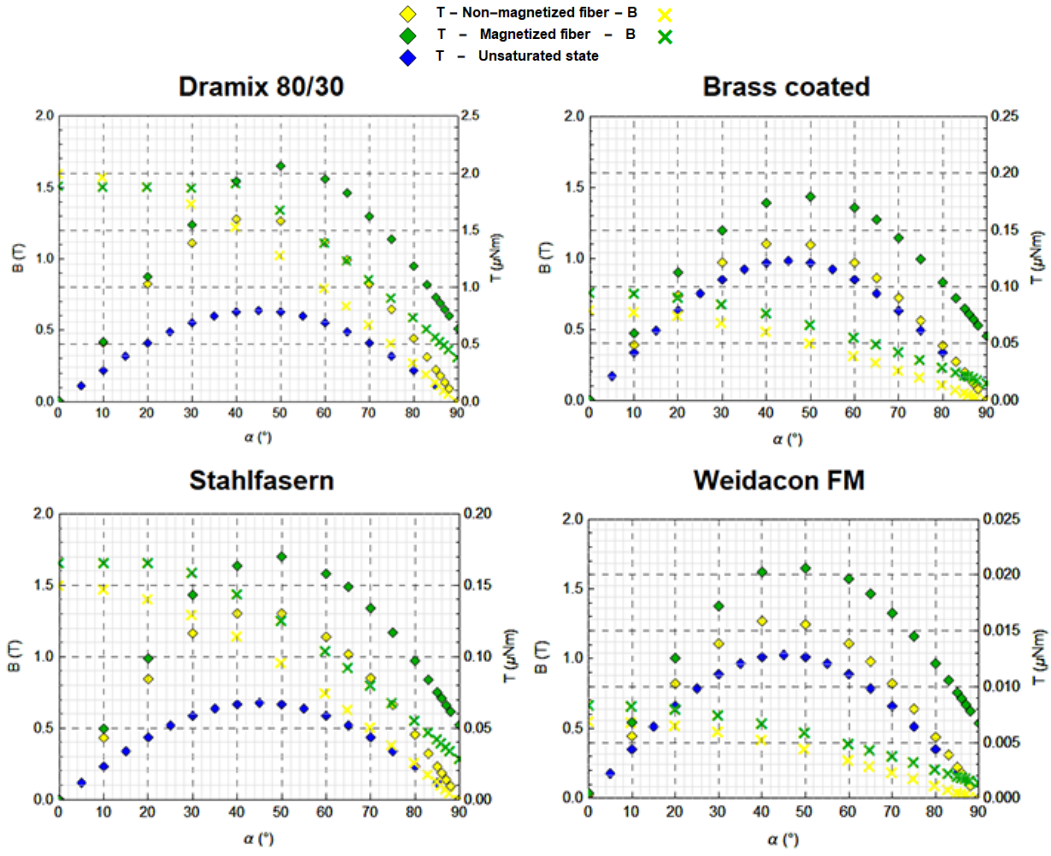 T – Non–magnetized fiber – B
T – Magnetized fiber – B
T – Unsaturated state
Dramix 80/30
Brass coated
2.0
1.5
1.0
0.5
0.0
B (T)
2.5
2.0
1.5
1.0
0.5
0.0
T (μN/m)
0 10 20 30 40 50 60 70 80 90
α (°)
2.0
1.5
1.0
0.5
0.0
B (T)
0.25
0.20
0.15
0.10
0.05
0.00
T (μN/m)
0 10 20 30 40 50 60 70 80 90
α (°)
Stahlfasern
Weidacon FM
2.0
1.5
1.0
0.5
0.0
B (T)
0.20
0.15
0.10
0.05
0.00
T (μN/m)
0 10 20 30 40 50 60 70 80 90
α (°)
2.0
1.5
1.0
0.5
0.0
B (T)
0.025
0.020
0.015
0.010
0.005
0.000
T (μN/m)
0 10 20 30 40 50 60 70 80 90
α (°)